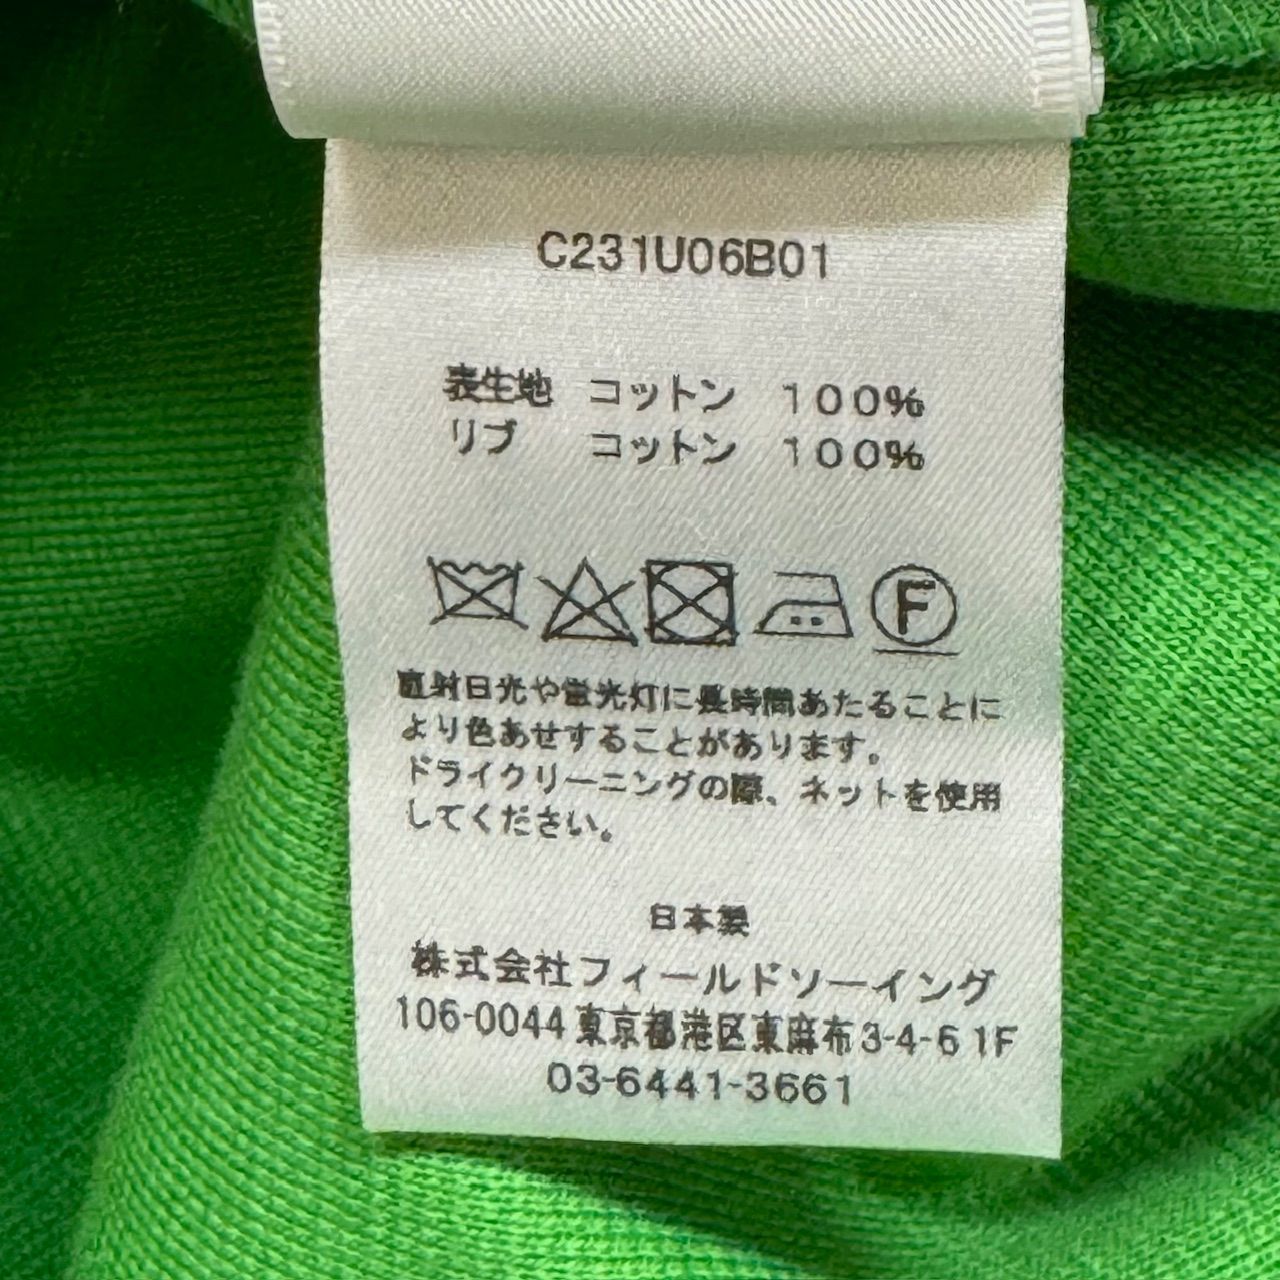 C231U06B01
表生地 コットン 100%
リブ コットン 100%
F
直射日光や蛍光灯に長時間あたることに
より色あせすることがあります。
ドライクリーニングの際、ネットを使用
してください。
日本製
株式会社フィールドソーイング
106-0044 東京都港区東麻布3-4-6 1F
03-6441-3661